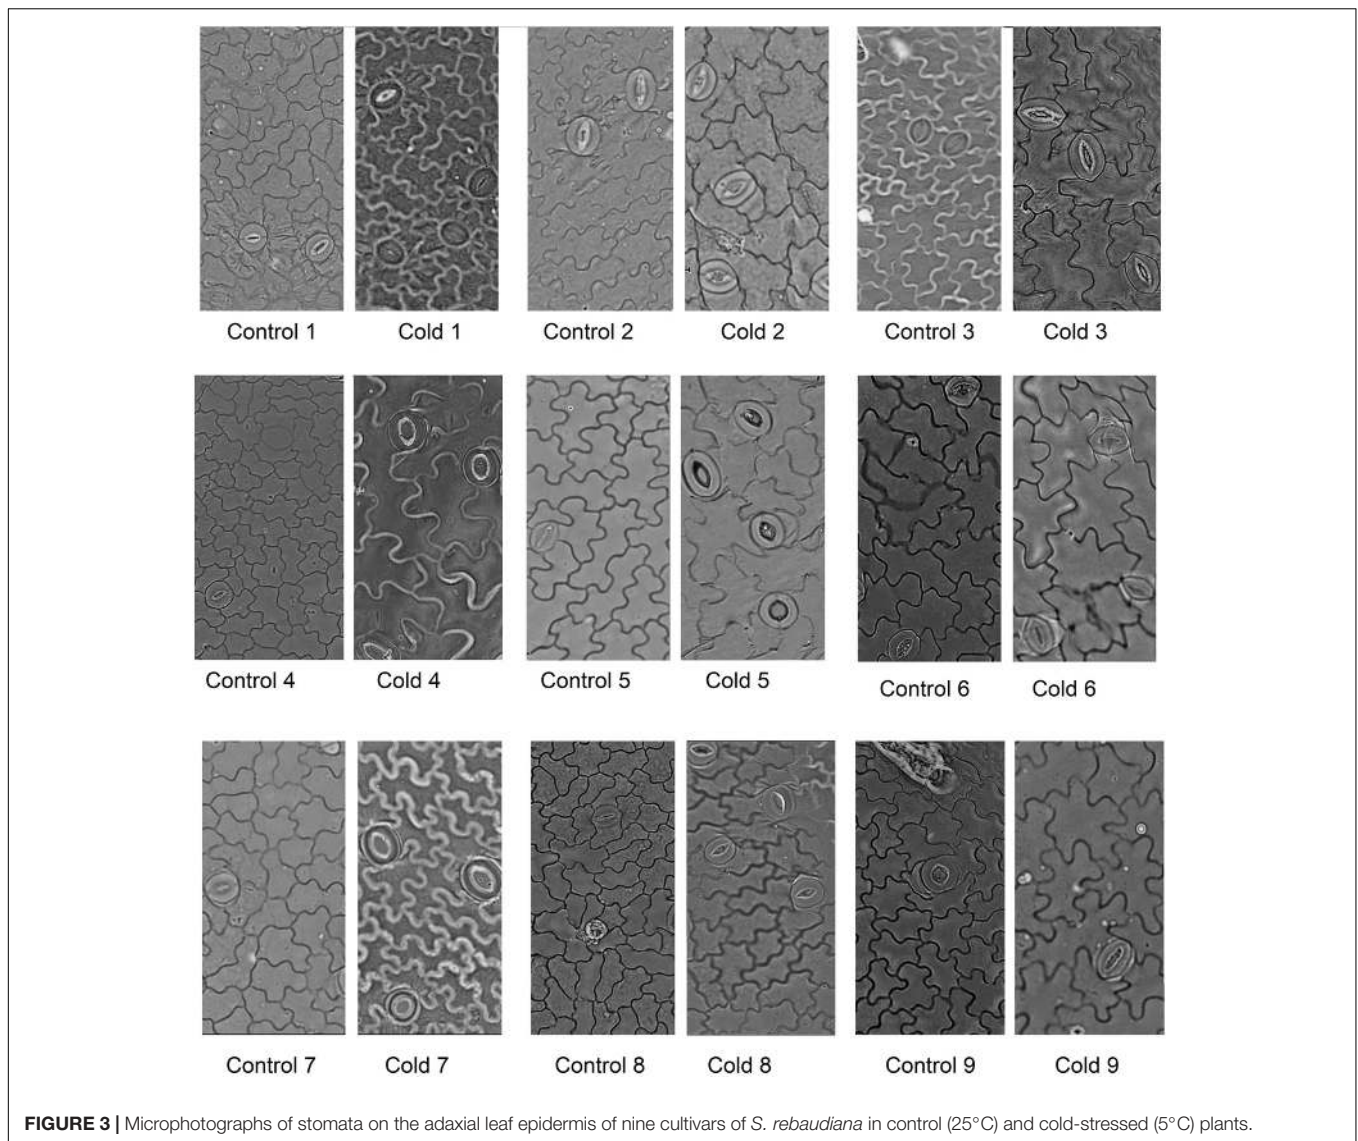 Control 1 Cold 1 Control 2 Cold 2 Control 3 Cold 3
Control 4 Cold 4 Control 5 Cold 5 Control 6 Cold 6
Control 7 Cold 7 Control 8 Cold 8 Control 9 Cold 9
FIGURE 3 | Microphotographs of stomata on the adaxial leaf epidermis of nine cultivars of S. rebaudiana in control (25°C) and cold-stressed (5°C) plants.